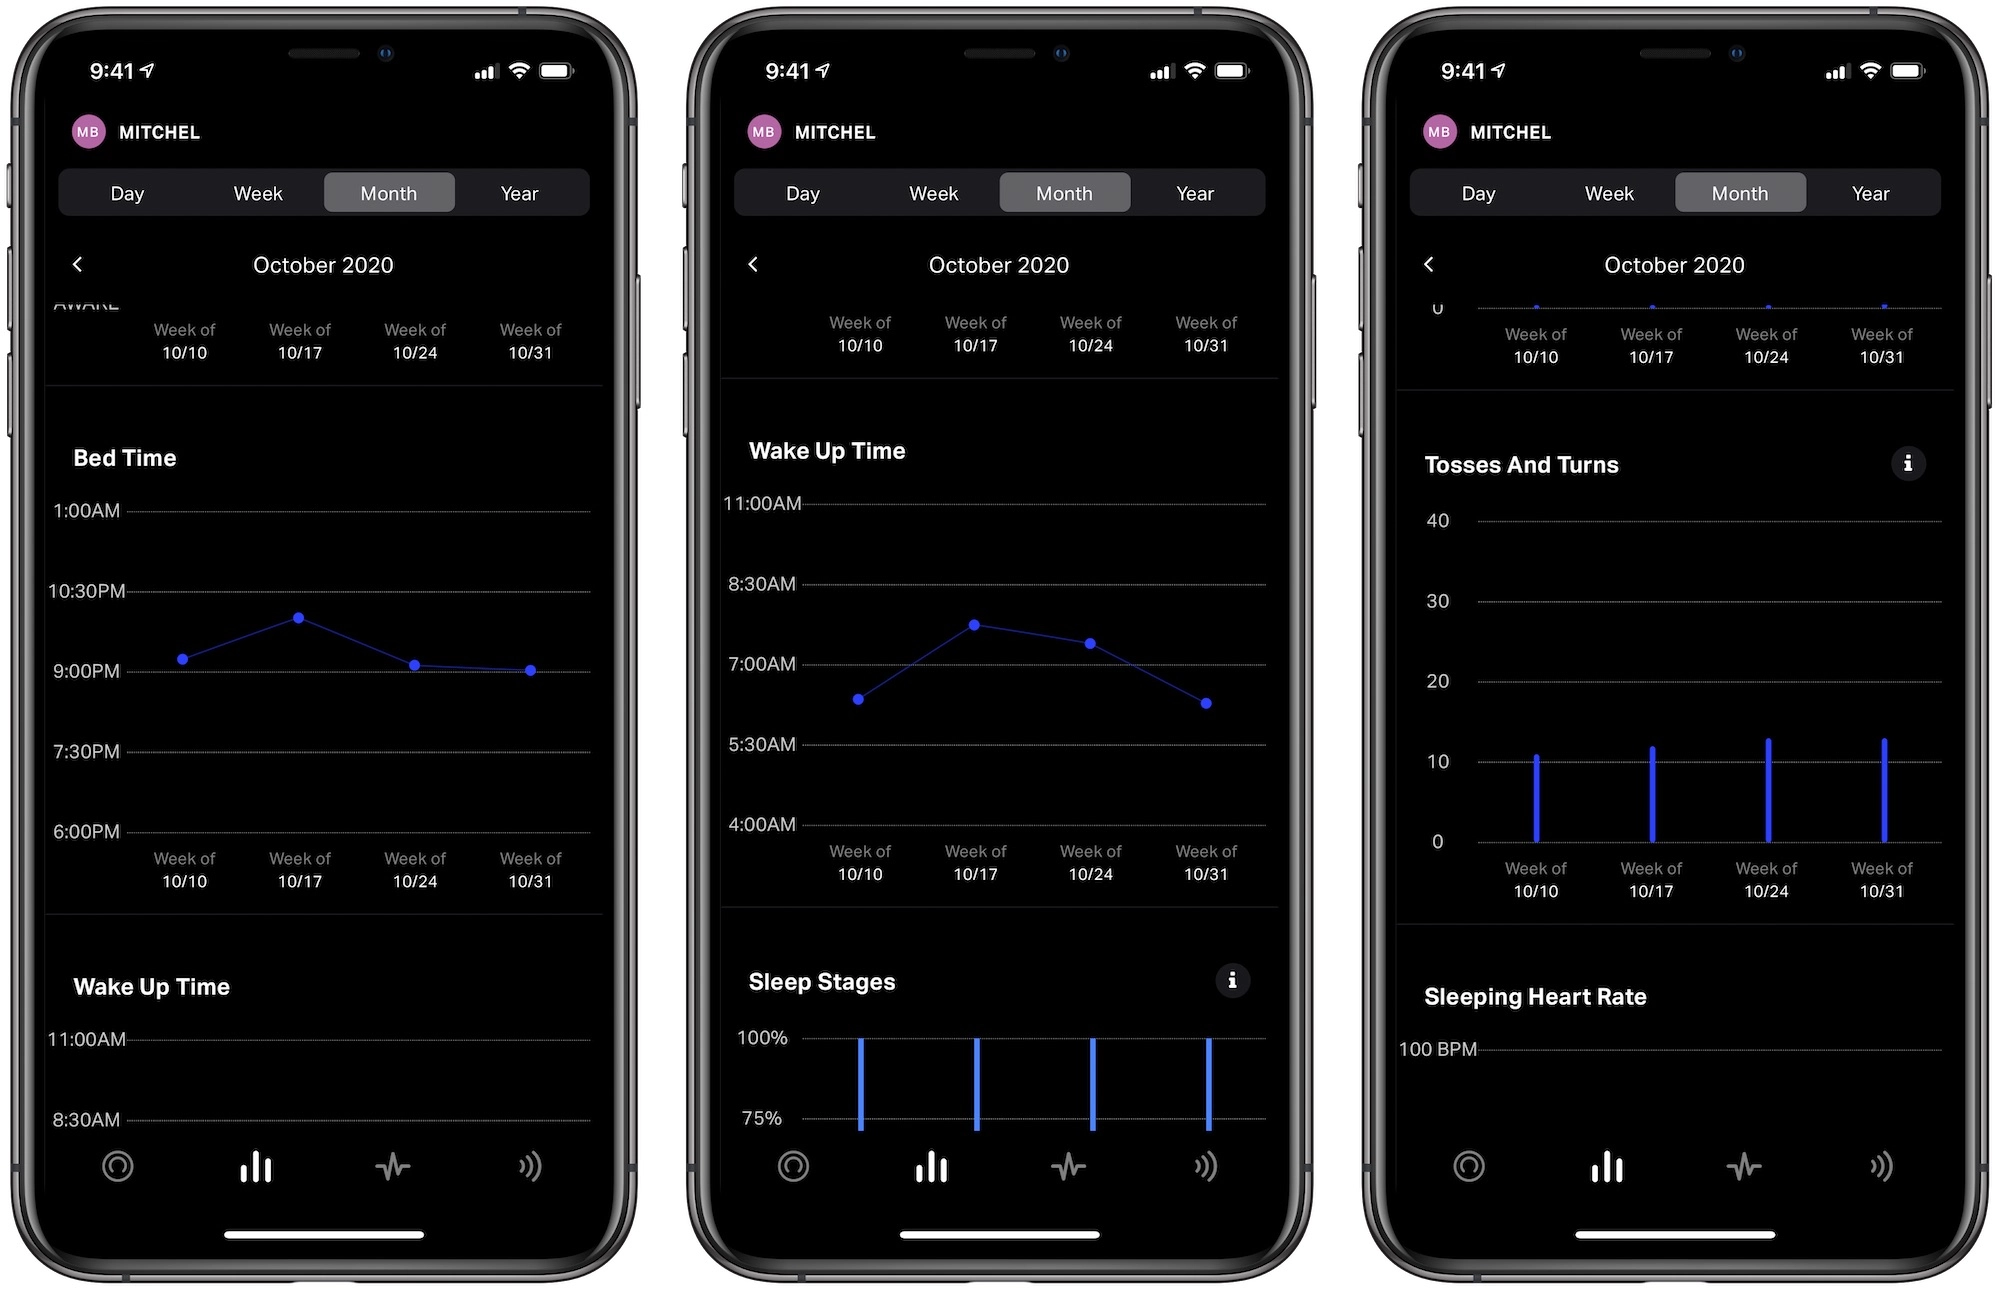 9:41
MB MITCHEL
Day Week Month Year
October 2020
AWAKE
Week of Week of Week of Week of
10/10 10/17 10/24 10/31
Bed Time
1:00AM
10:30PM
9:00PM
7:30PM
6:00PM
Week of Week of Week of Week of
10/10 10/17 10/24 10/31
Wake Up Time
11:00AM
8:30AM
9:41
MB MITCHEL
Day Week Month Year
October 2020
Week of Week of Week of Week of
10/10 10/17 10/24 10/31
Wake Up Time
11:00AM
8:30AM
7:00AM
5:30AM
4:00AM
Week of Week of Week of Week of
10/10 10/17 10/24 10/31
Sleep Stages i
100%
75%
9:41
MB MITCHEL
Day Week Month Year
October 2020
0
Week of Week of Week of Week of
10/10 10/17 10/24 10/31
Tosses And Turns i
40
30
20
10
0
Week of Week of Week of Week of
10/10 10/17 10/24 10/31
Sleeping Heart Rate
100 BPM